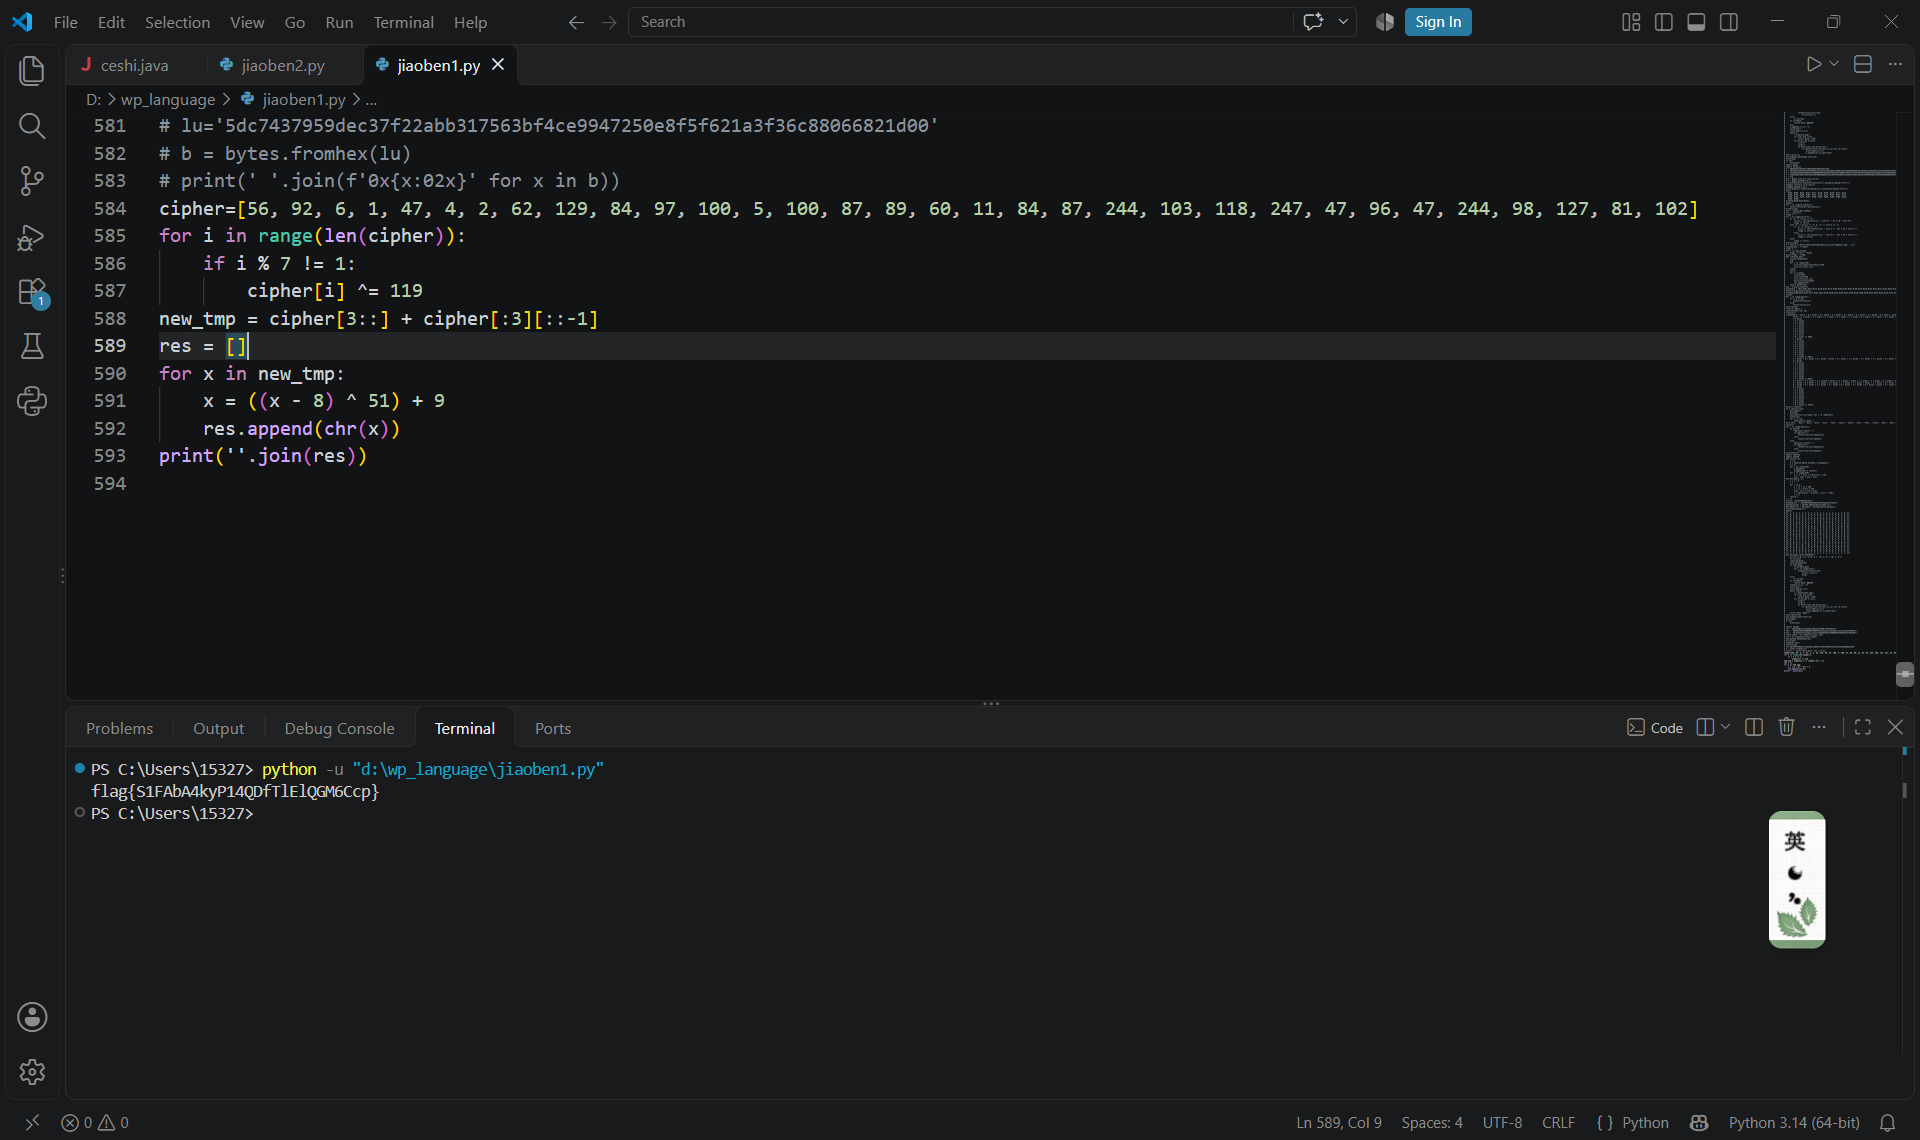 File Edit Selection View Go Run Terminal Help
Search
Sign In
ceshi.java
jiaoben2.py
jiaoben1.py
D: > wp_language > jiaoben1.py > ...
581 # lu='5dc7437959dec37f22abb317563bf4ce9947250e8f5f621a3f36c88066821d00'
582 # b = bytes.fromhex(lu)
583 # print(' '.join(f'0x{x:02x}' for x in b))
584 cipher=[56, 92, 6, 1, 47, 4, 2, 62, 129, 84, 97, 100, 5, 100, 87, 89, 60, 11, 84, 87, 244, 103, 118, 247, 47, 96, 47, 244, 98, 127, 81, 102]
585 for i in range(len(cipher)):
586     if i % 7 != 1:
587         cipher[i] ^= 119
588 new_tmp = cipher[3::] + cipher[:3][::-1]
589 res = []
590 for x in new_tmp:
591     x = ((x - 8) ^ 51) + 9
592     res.append(chr(x))
593 print(''.join(res))
594
1
Problems Output Debug Console Terminal Ports
Code
PS C:\Users\15327> python -u "d:\wp_language\jiaoben1.py"
flag{S1FAbA4kyP14QDfTlElQGM6Ccp}
PS C:\Users\15327>
英
0 0
Ln 589, Col 9 Spaces: 4 UTF-8 CRLF { } Python Python 3.14 (64-bit)